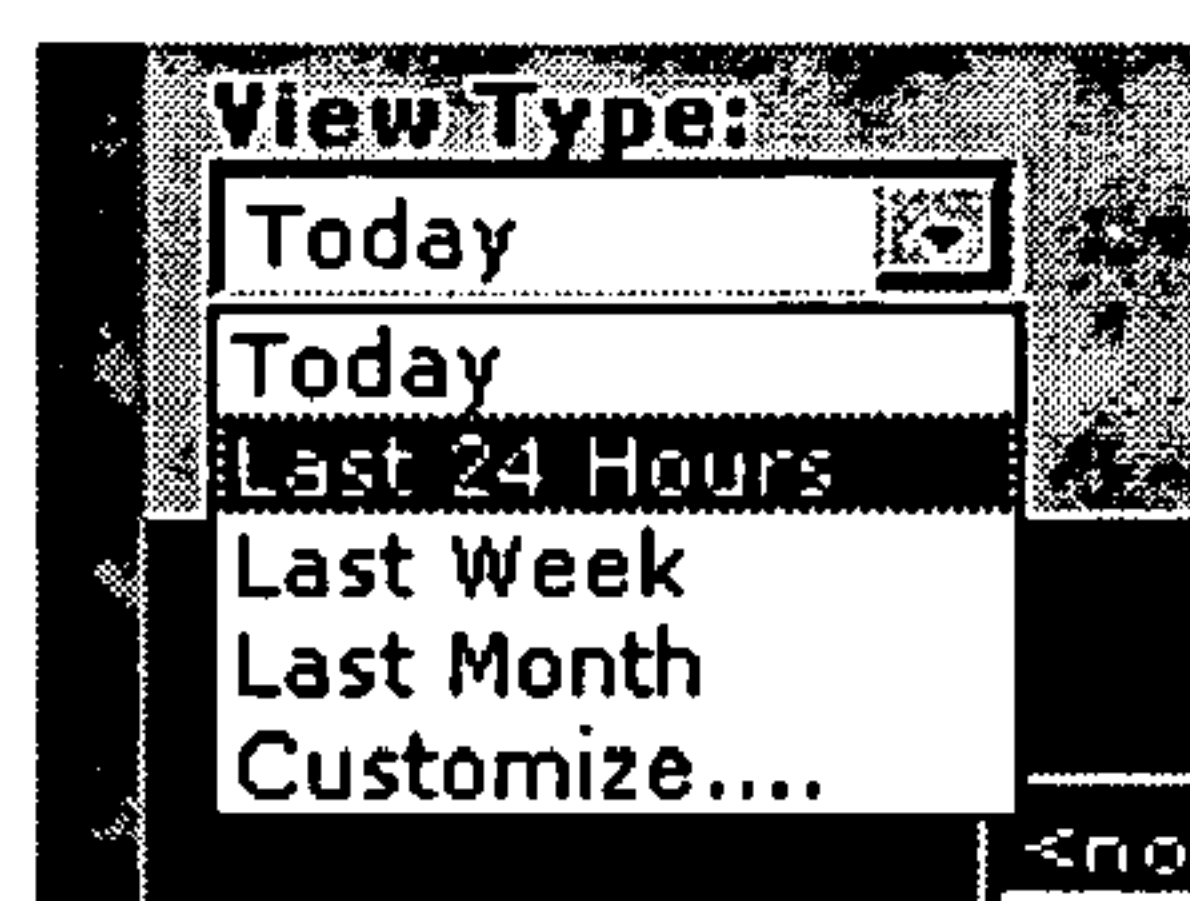 View Type:
Today
Today
Last 24 Hours
Last Week
Last Month
Customize....